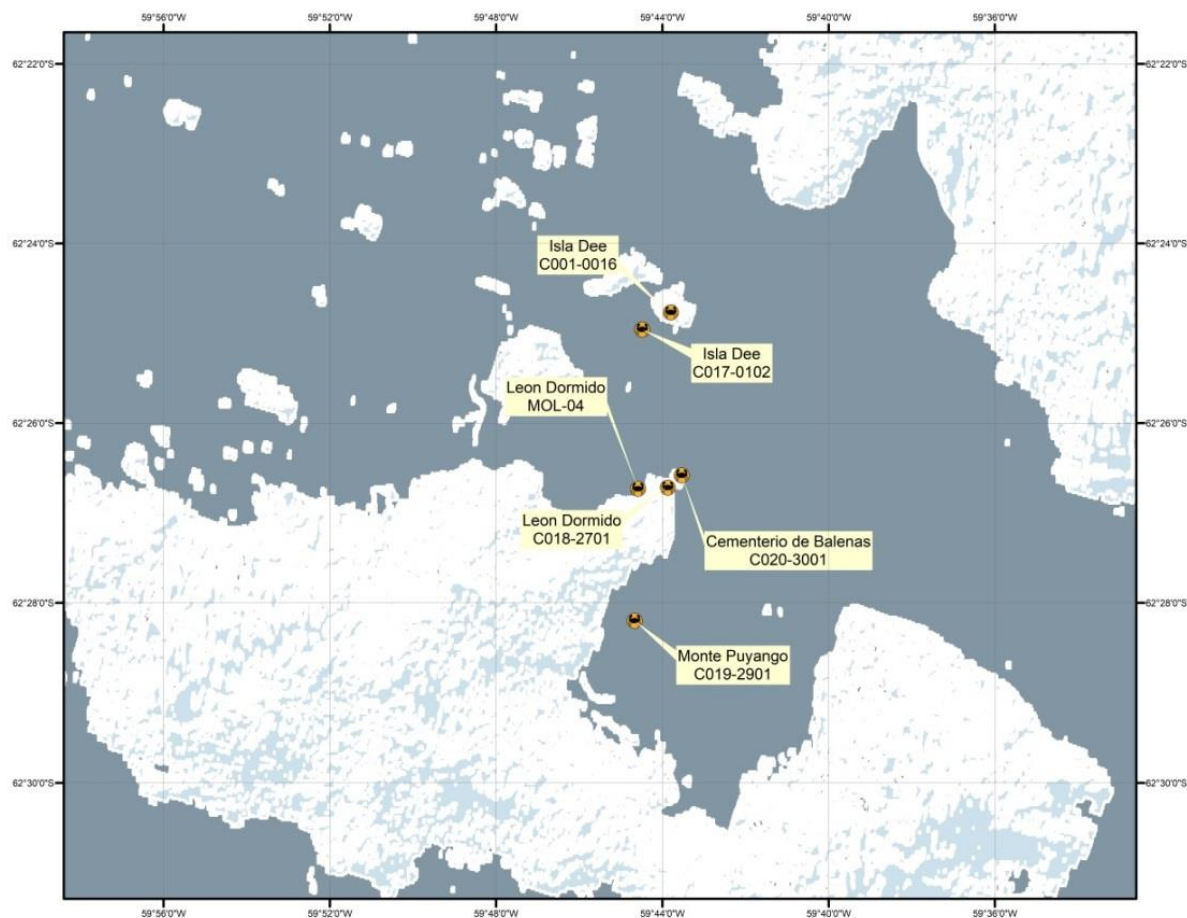 59°56'0"W 59°52'0"W 59°48'0"W 59°44'0"W 59°40'0"W 59°36'0"W
62°22'0"S 62°22'0"S
62°24'0"S 62°24'0"S
Isla Dee
C001-0016
Isla Dee
C017-0102
Leon Dormido
MOL-04
62°26'0"S 62°26'0"S
Leon Dormido
C018-2701
Cementerio de Balenas
C020-3001
62°28'0"S 62°28'0"S
Monte Puyango
C019-2901
62°30'0"S 62°30'0"S
59°56'0"W 59°52'0"W 59°48'0"W 59°44'0"W 59°40'0"W 59°36'0"W